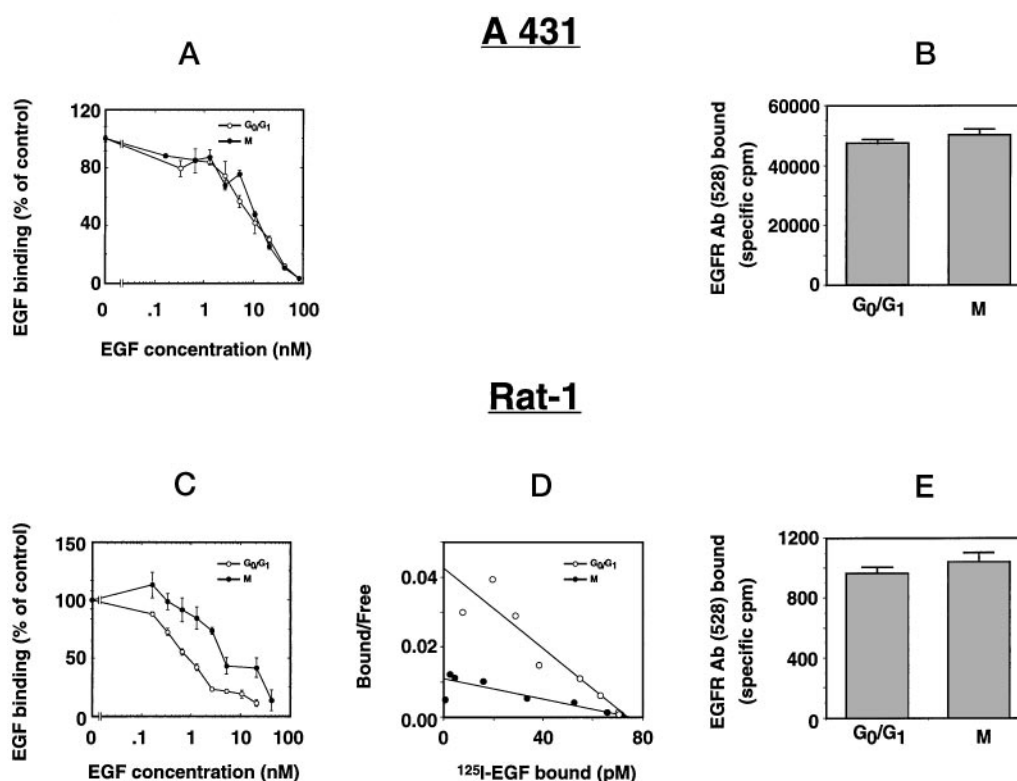 A 431
A
B
EGF binding (% of control)
120
80
40
0
G0/G1
M
0 .1 1 10 100
EGF concentration (nM)
EGFR Ab (528) bound
(specific cpm)
60000
40000
20000
0
G0/G1 M
Rat-1
C
D
E
EGF binding (% of control)
150
100
50
0
G0/G1
M
0 .1 1 10 100
EGF concentration (nM)
Bound/Free
0.04
0.02
0.00
G0/G1
M
0 40 80
125I-EGF bound (pM)
EGFR Ab (528) bound
(specific cpm)
1200
800
400
0
G0/G1 M